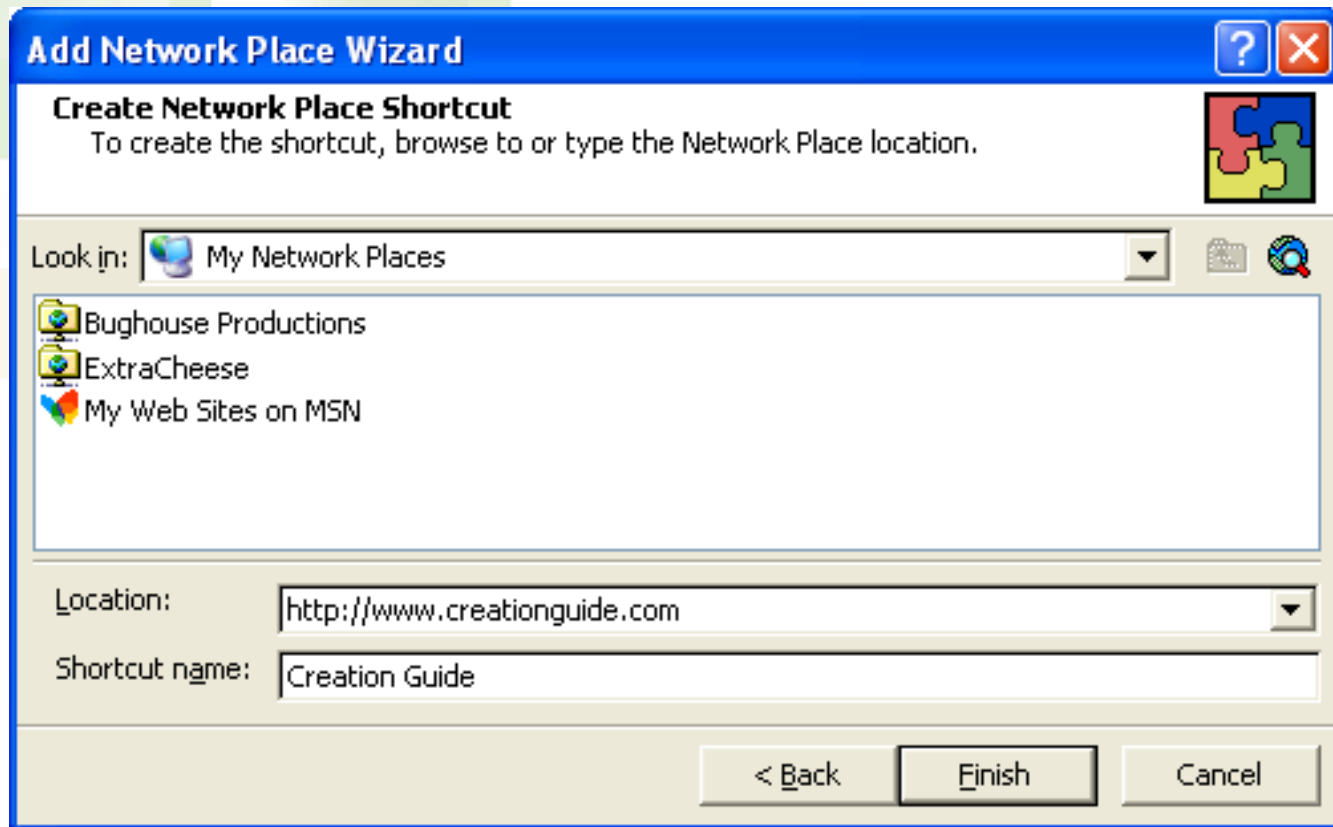 Add Network Place Wizard
Create Network Place Shortcut
To create the shortcut, browse to or type the Network Place location.
Look in: My Network Places
Bughouse Productions
ExtraCheese
My Web Sites on MSN
Location: http://www.creationguide.com
Shortcut name: Creation Guide
< Back Finish Cancel